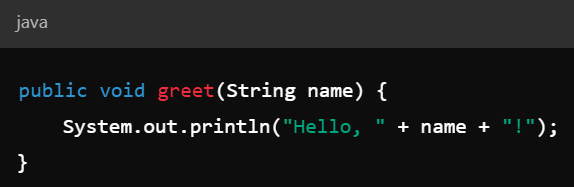 java
public void greet(String name) {
    System.out.println("Hello, " + name + "!");
}